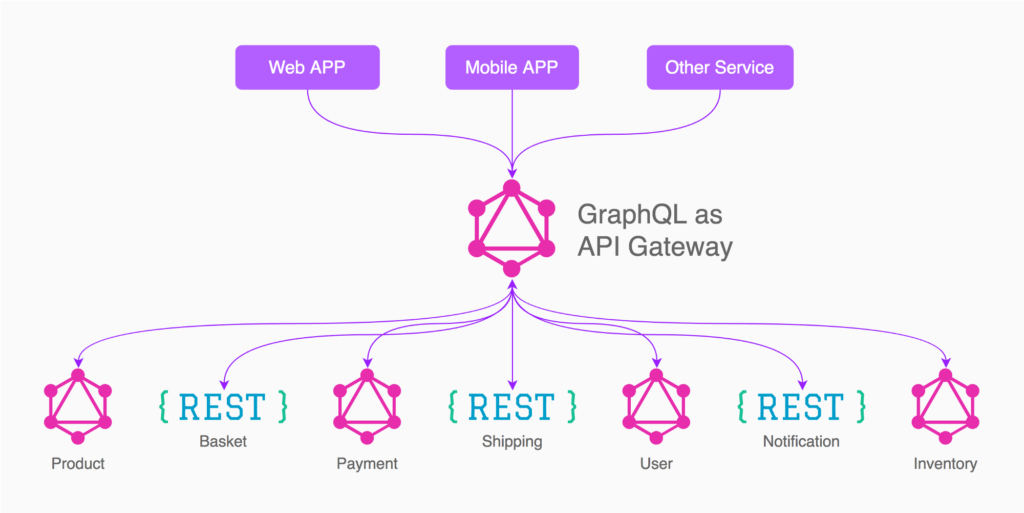 Web APP
Mobile APP
Other Service
GraphQL as
API Gateway
{ REST }
{ REST }
{ REST }
Basket
Shipping
Notification
Product
Payment
User
Inventory